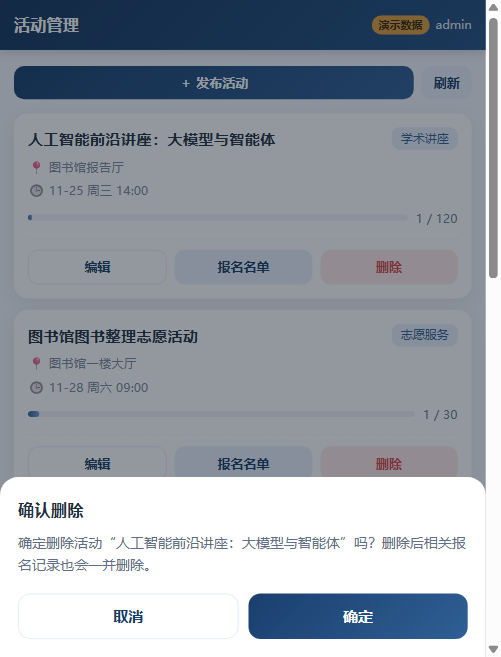 活动管理
演示数据 admin
+ 发布活动 刷新
人工智能前沿讲座：大模型与智能体 学术讲座
图书馆报告厅
11-25 周三 14:00
1 / 120
编辑 报名名单 删除
图书馆图书整理志愿活动 志愿服务
图书馆一楼大厅
11-28 周六 09:00
1 / 30
编辑 报名名单 删除
确认删除
确定删除活动“人工智能前沿讲座：大模型与智能体”吗？删除后相关报
名记录也会一并删除。
取消 确定